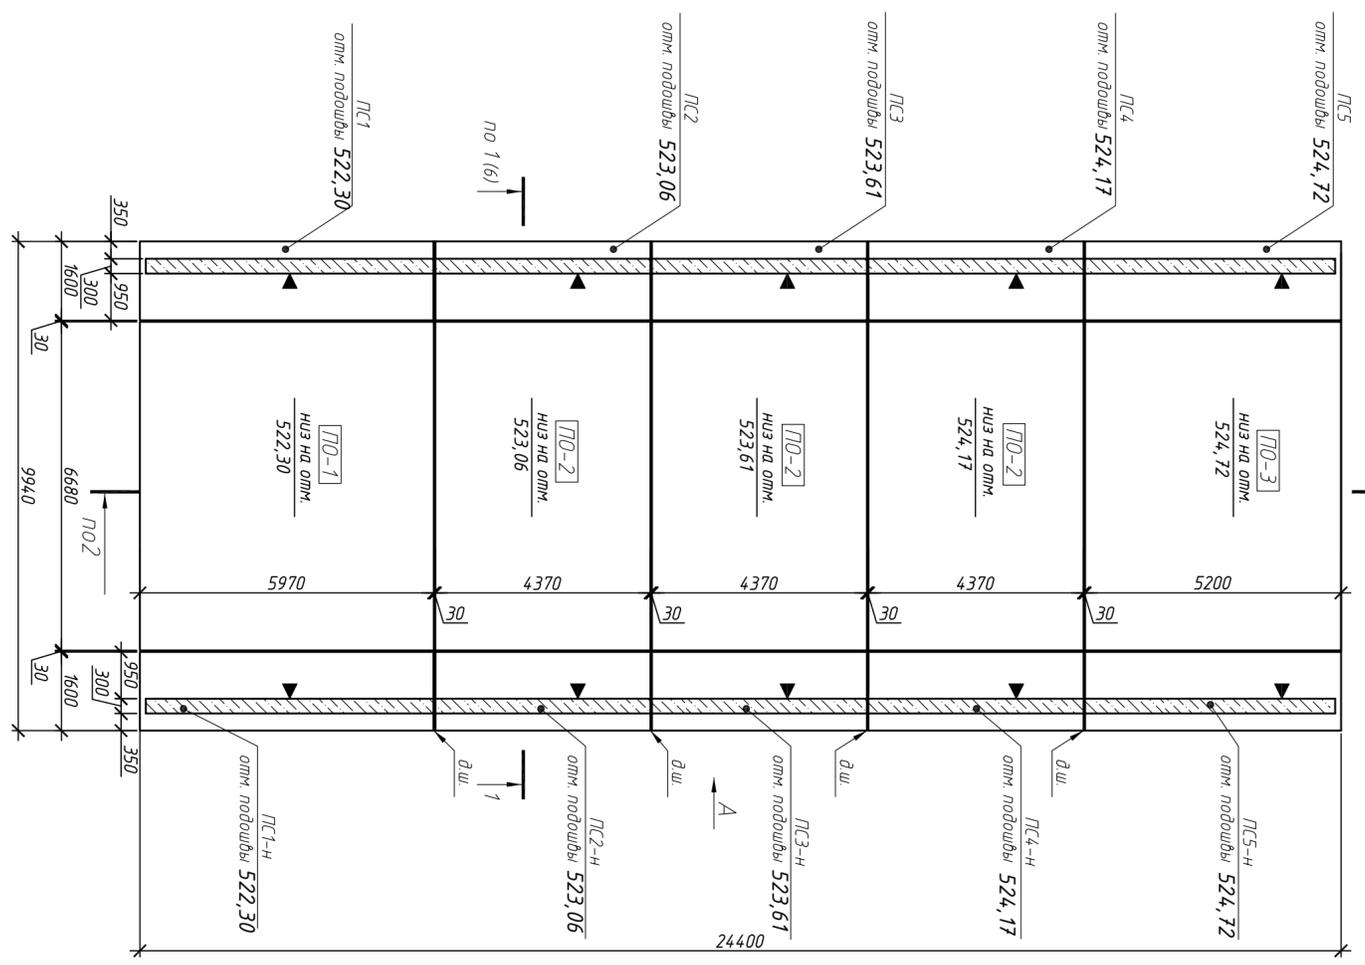 ПС1
отм. подошвы 522,30
ПС2
отм. подошвы 523,06
ПС3
отм. подошвы 523,61
ПС4
отм. подошвы 524,17
ПС5
отм. подошвы 524,72
по 1 (6)
350
300
950
1600
30
6680
9940
30
1600
950
300
350
ПО-1
низ на отм.
522,30
ПО-2
низ на отм.
523,06
ПО-2
низ на отм.
523,61
ПО-2
низ на отм.
524,17
ПО-3
низ на отм.
524,72
по2
5970
4370
4370
4370
5200
30
30
30
30
д.ш.
д.ш.
д.ш.
д.ш.
1
А
ПС1-н
отм. подошвы 522,30
ПС2-н
отм. подошвы 523,06
ПС3-н
отм. подошвы 523,61
ПС4-н
отм. подошвы 524,17
ПС5-н
отм. подошвы 524,72
24400